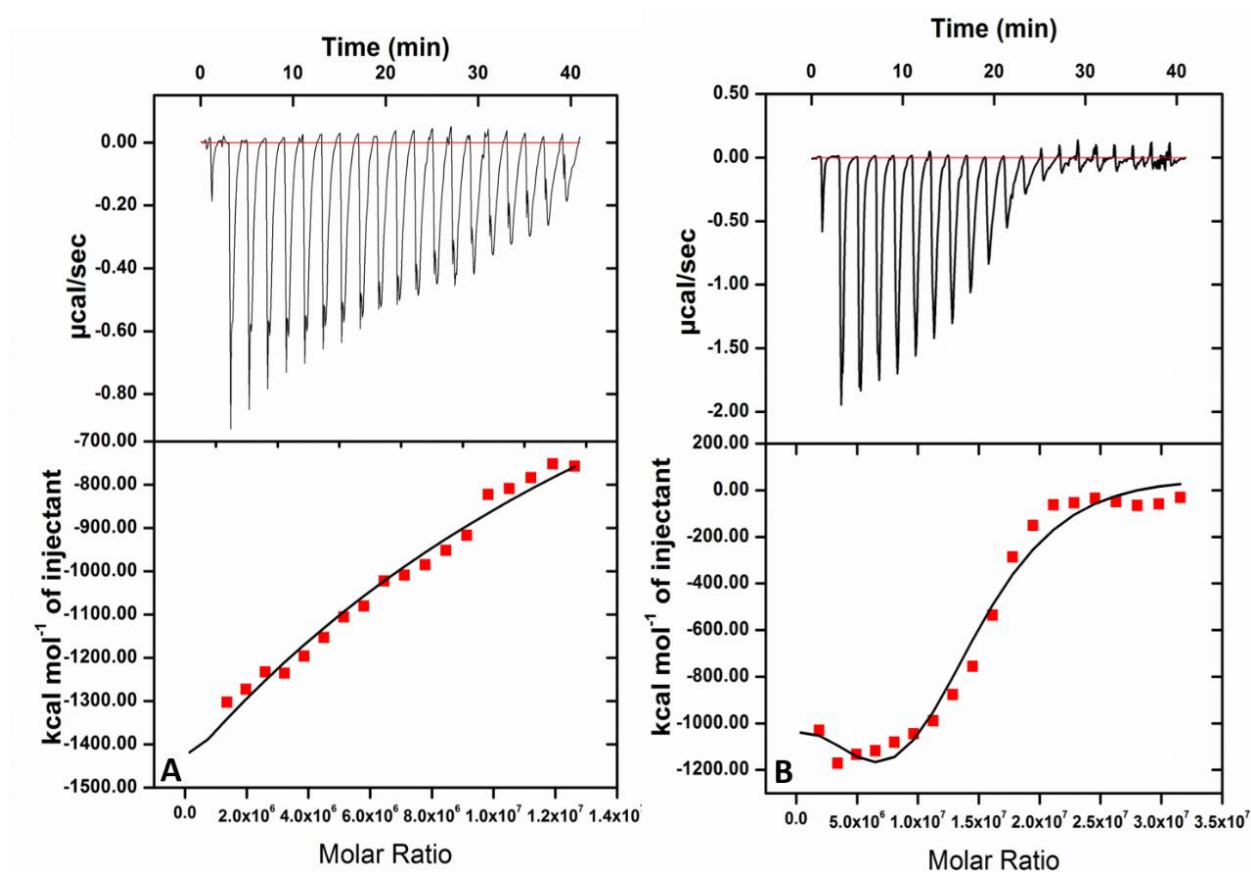 Time (min)
0 10 20 30 40
0.00
-0.20
-0.40
-0.60
-0.80
µcal/sec
-700.00
-800.00
-900.00
-1000.00
-1100.00
-1200.00
-1300.00
-1400.00
-1500.00
kcal mol⁻¹ of injectant
A
0.0 2.0x10⁶ 4.0x10⁶ 6.0x10⁶ 8.0x10⁶ 1.0x10⁷ 1.2x10⁷ 1.4x10⁷
Molar Ratio
Time (min)
0 10 20 30 40
0.50
0.00
-0.50
-1.00
-1.50
-2.00
µcal/sec
200.00
0.00
-200.00
-400.00
-600.00
-800.00
-1000.00
-1200.00
kcal mol⁻¹ of injectant
B
0.0 5.0x10⁶ 1.0x10⁷ 1.5x10⁷ 2.0x10⁷ 2.5x10⁷ 3.0x10⁷ 3.5x10⁷
Molar Ratio